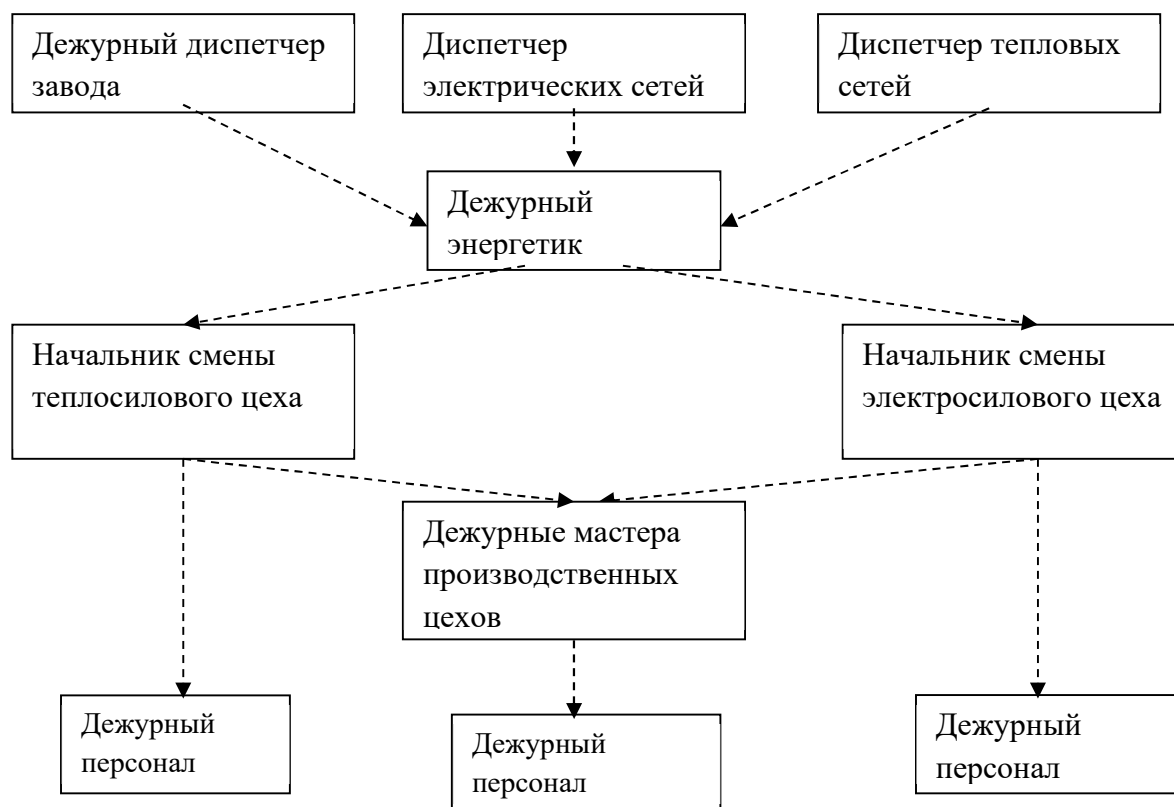 Дежурный диспетчер
завода
Диспетчер
электрических сетей
Диспетчер тепловых
сетей
Дежурный
энергетик
Начальник смены
теплосилового цеха
Начальник смены
электросилового цеха
Дежурные мастера
производственных
цехов
Дежурный
персонал
Дежурный
персонал
Дежурный
персонал